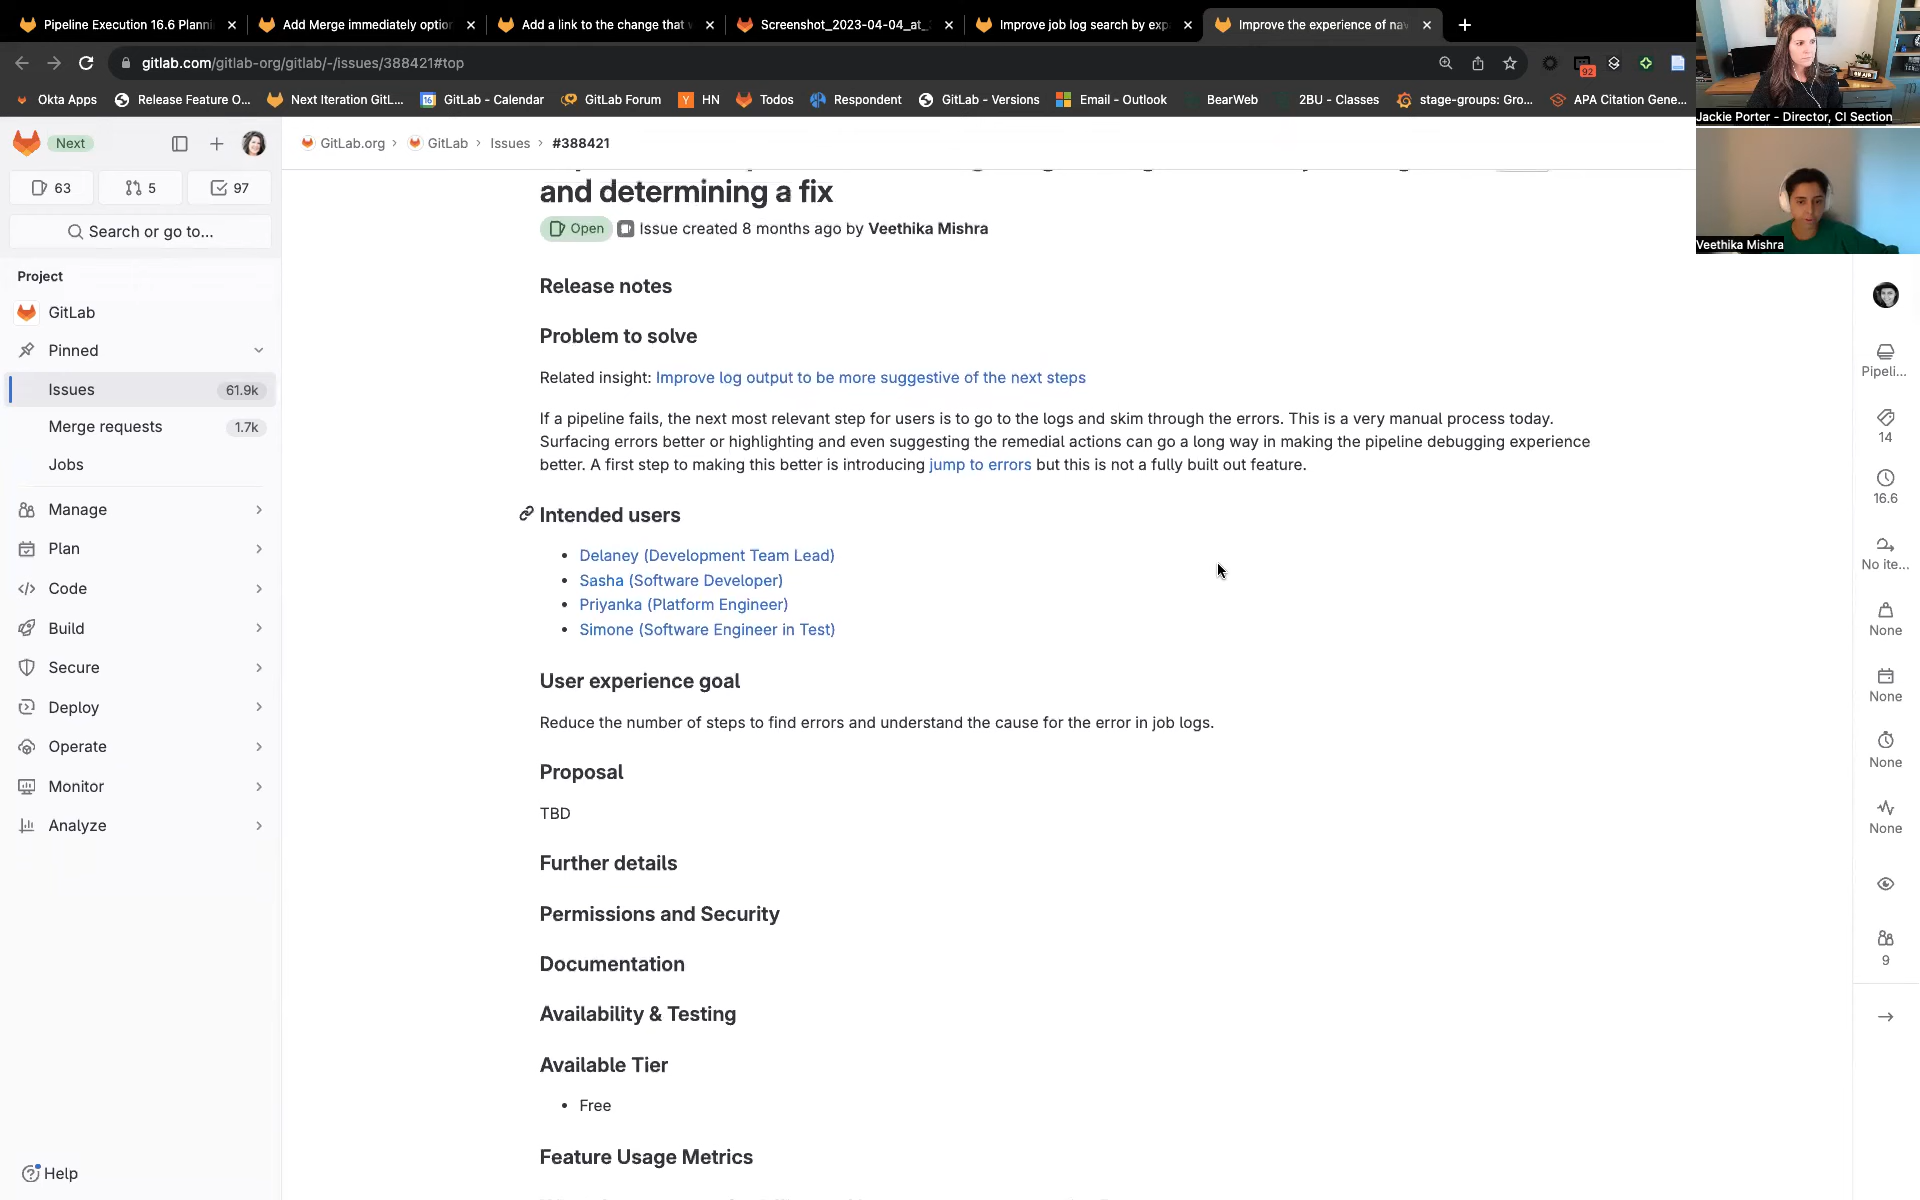 Pipeline Execution 16.6 Planni
Add Merge immediately optio
Add a link to the change that
Screenshot_2023-04-04_at_
Improve job log search by exp
Improve the experience of nav
gitlab.com/gitlab-org/gitlab/-/issues/388421#top
92
Okta Apps
Release Feature O...
Next Iteration GitL...
16
GitLab - Calendar
GitLab Forum
Y
HN
Todos
Respondent
GitLab - Versions
Email - Outlook
BearWeb
2BU - Classes
stage-groups: Gro...
APA Citation Gene...
Jackie Porter - Director, CI Section
Veethika Mishra
Next
63
5
97
Search or go to...
Project
GitLab
Pinned
Issues 61.9k
Merge requests 1.7k
Jobs
Manage
Plan
Code
Build
Secure
Deploy
Operate
Monitor
Analyze
Help
GitLab.org › GitLab › Issues › #388421
and determining a fix
Open Issue created 8 months ago by Veethika Mishra
Release notes
Problem to solve
Related insight: Improve log output to be more suggestive of the next steps
If a pipeline fails, the next most relevant step for users is to go to the logs and skim through the errors. This is a very manual process today.
Surfacing errors better or highlighting and even suggesting the remedial actions can go a long way in making the pipeline debugging experience
better. A first step to making this better is introducing jump to errors but this is not a fully built out feature.
Intended users
• Delaney (Development Team Lead)
• Sasha (Software Developer)
• Priyanka (Platform Engineer)
• Simone (Software Engineer in Test)
User experience goal
Reduce the number of steps to find errors and understand the cause for the error in job logs.
Proposal
TBD
Further details
Permissions and Security
Documentation
Availability & Testing
Available Tier
• Free
Feature Usage Metrics
Pipeli...
14
16.6
No ite...
None
None
None
None
9